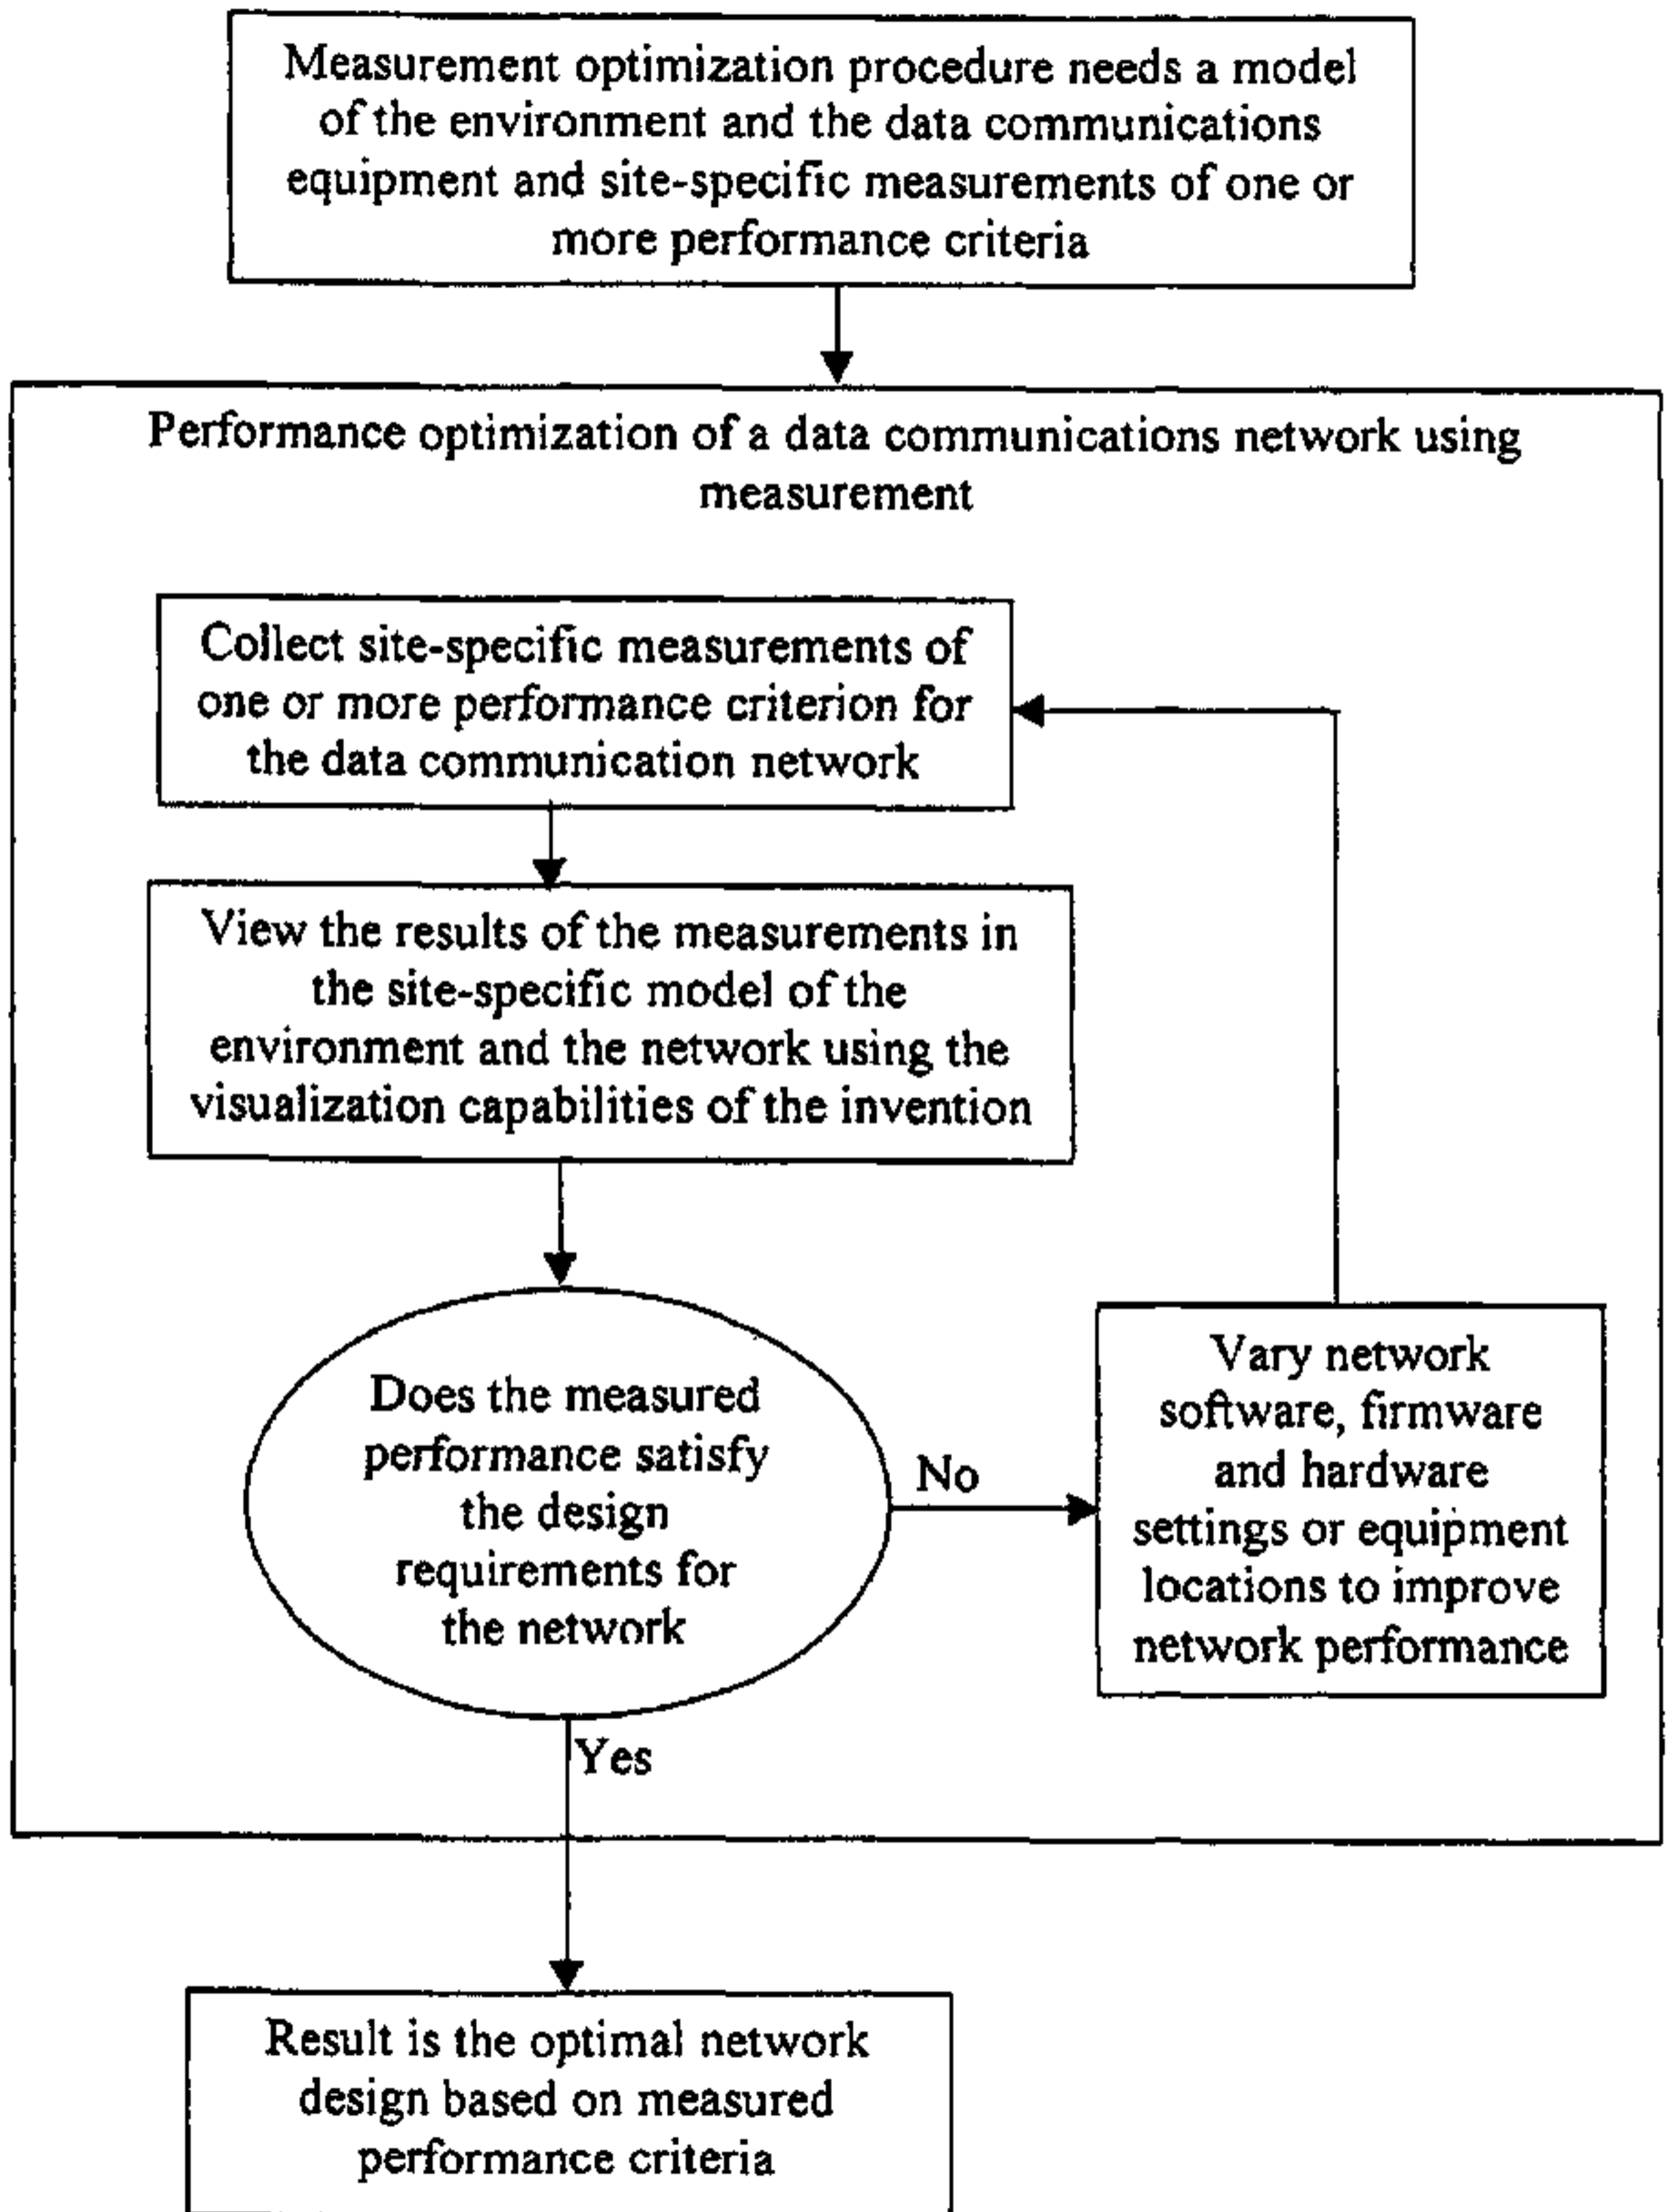 Measurement optimization procedure needs a model
of the environment and the data communications
equipment and site-specific measurements of one or
more performance criteria
Performance optimization of a data communications network using
measurement
Collect site-specific measurements of
one or more performance criterion for
the data communication network
View the results of the measurements in
the site-specific model of the
environment and the network using the
visualization capabilities of the invention
Does the measured
performance satisfy
the design
requirements for
the network
No
Vary network
software, firmware
and hardware
settings or equipment
locations to improve
network performance
Yes
Result is the optimal network
design based on measured
performance criteria